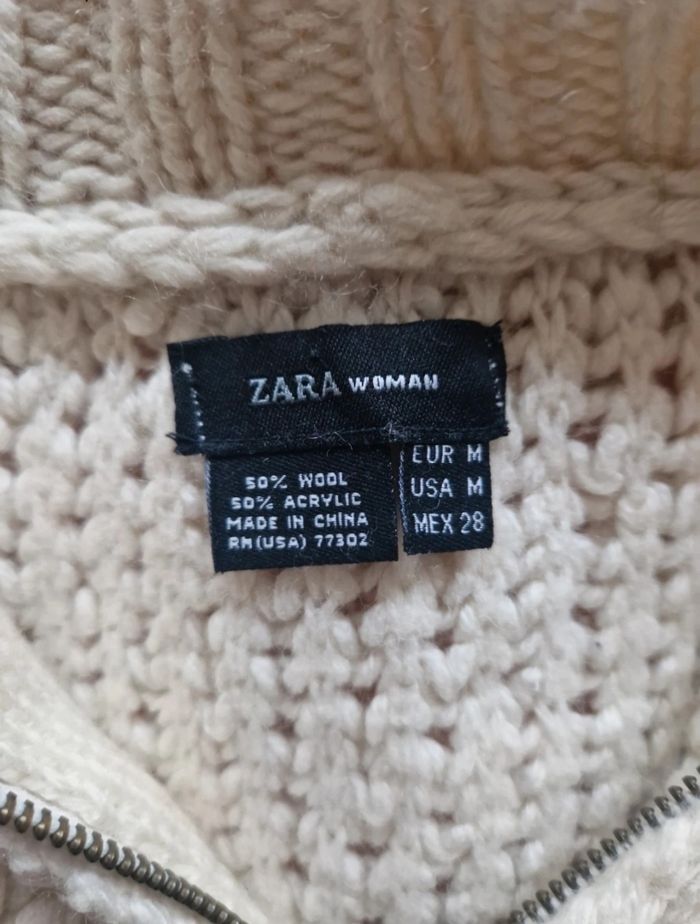 ZARA WOMAN
50% WOOL
50% ACRYLIC
MADE IN CHINA
RN(USA) 77302
EUR M
USA M
MEX 28